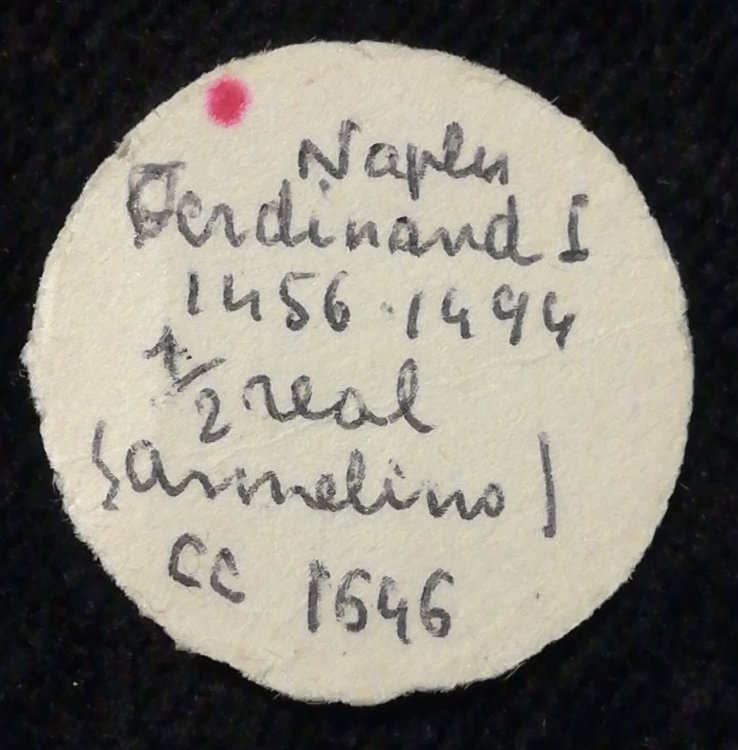 Naples
Ferdinand I
1456-1494
1/2 real
(armelino)
CC 1646